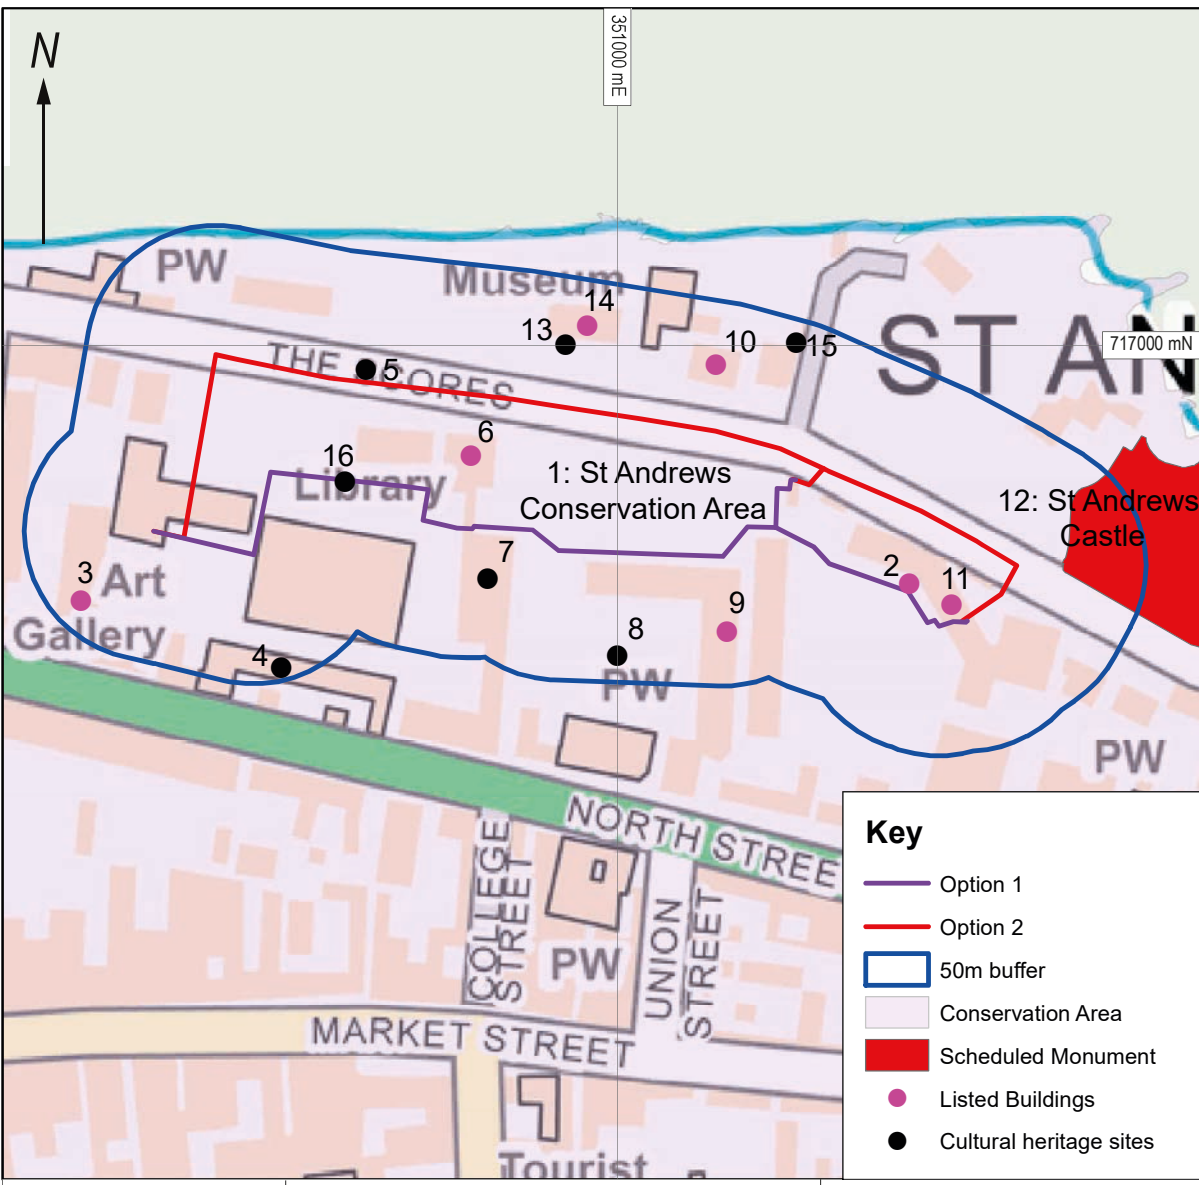 N
351000 mE
PW
Museum
14
13
10
15
ST AN
717000 mN
THE SCORES
5
6
16
Library
1: St Andrews
Conservation Area
12: St Andrews
Castle
7
2
11
3
Art
Gallery
9
8
4
PW
PW
NORTH STREE
COLLEGE
STREET
UNION
STREET
PW
MARKET STREET
Tourist
Key
Option 1
Option 2
50m buffer
Conservation Area
Scheduled Monument
Listed Buildings
Cultural heritage sites